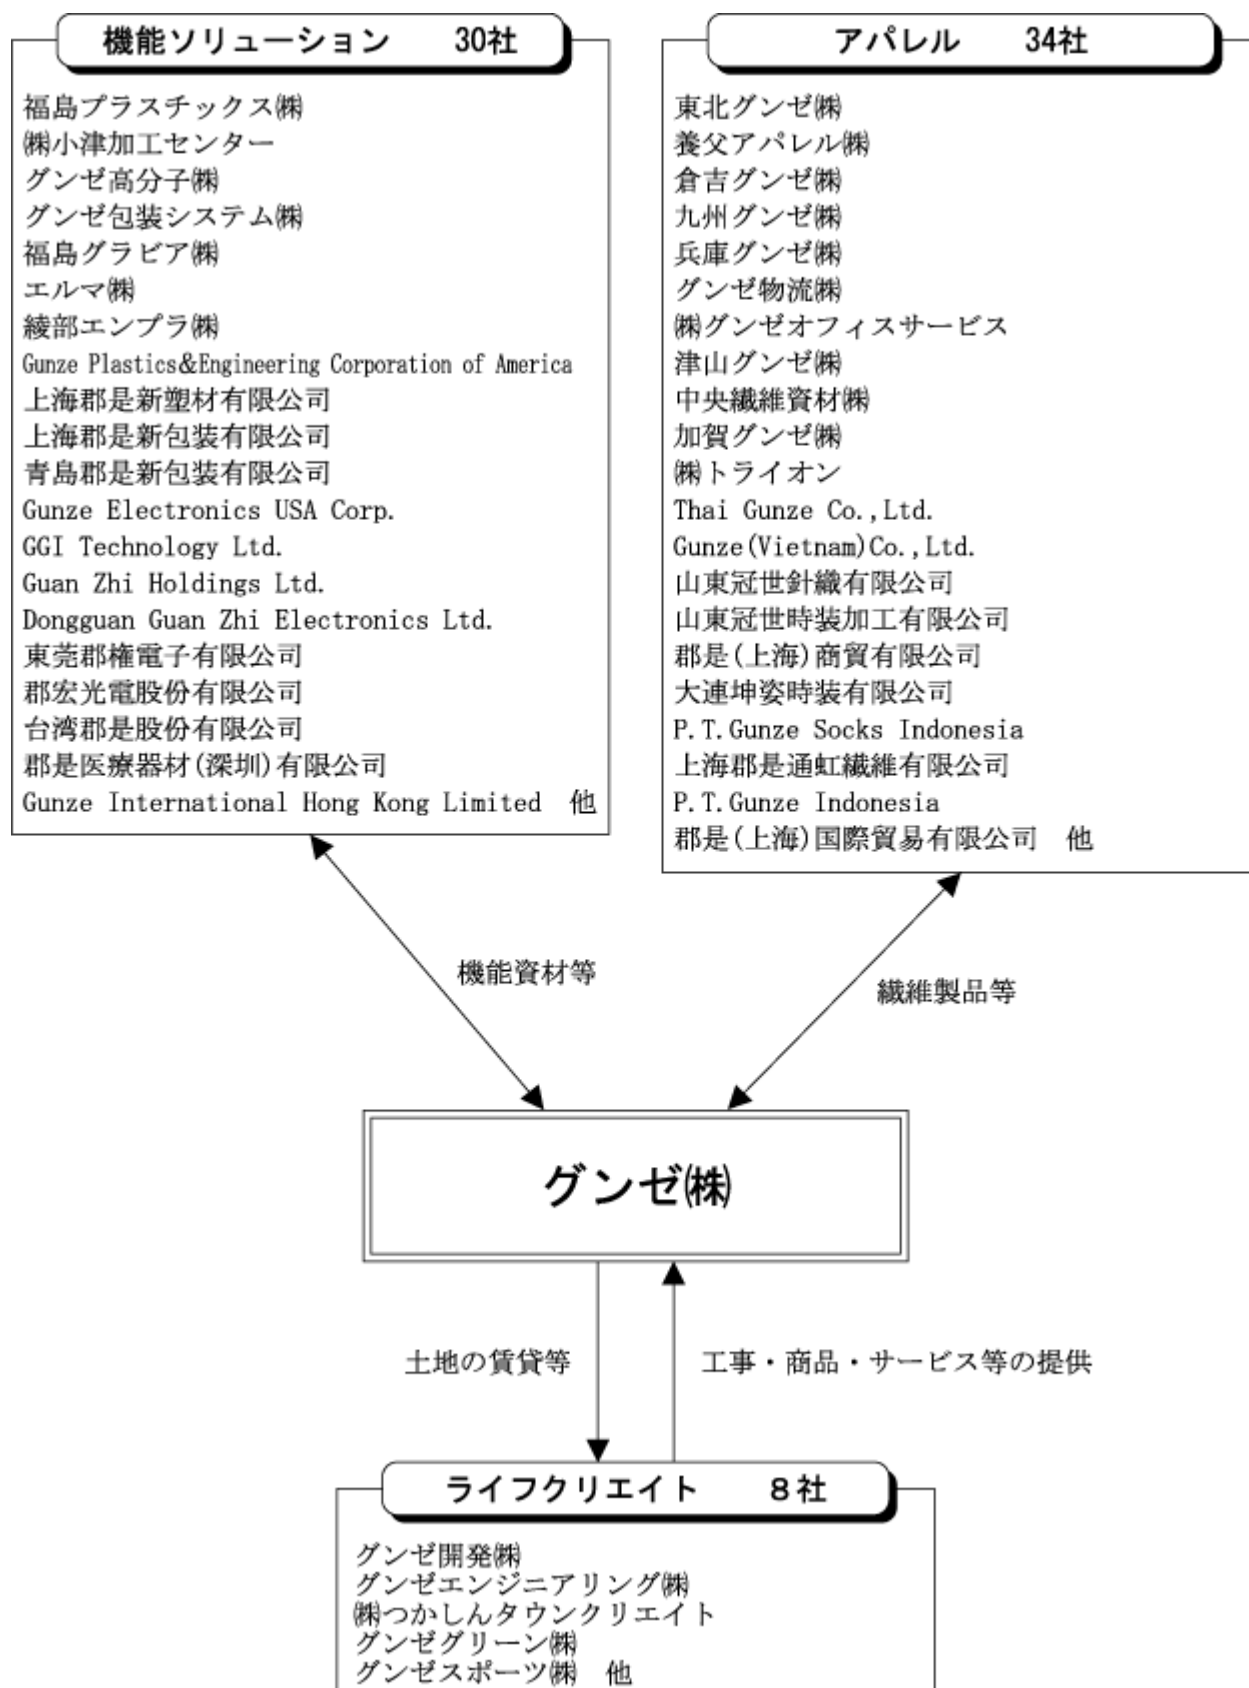 機能ソリューション 30社
福島プラスチックス㈱
㈱小津加工センター
グンゼ高分子㈱
グンゼ包装システム㈱
福島グラビア㈱
エルマ㈱
綾部エンプラ㈱
Gunze Plastics&Engineering Corporation of America
上海郡是新塑材有限公司
上海郡是新包装有限公司
青島郡是新包装有限公司
Gunze Electronics USA Corp.
GGI Technology Ltd.
Guan Zhi Holdings Ltd.
Dongguan Guan Zhi Electronics Ltd.
東莞郡権電子有限公司
郡宏光電股份有限公司
台湾郡是股份有限公司
郡是医療器材(深圳)有限公司
Gunze International Hong Kong Limited 他
アパレル 34社
東北グンゼ㈱
養父アパレル㈱
倉吉グンゼ㈱
九州グンゼ㈱
兵庫グンゼ㈱
グンゼ物流㈱
㈱グンゼオフィスサービス
津山グンゼ㈱
中央繊維資材㈱
加賀グンゼ㈱
㈱トライオン
Thai Gunze Co.,Ltd.
Gunze(Vietnam)Co.,Ltd.
山東冠世針織有限公司
山東冠世時装加工有限公司
郡是(上海)商貿有限公司
大連坤姿時装有限公司
P.T.Gunze Socks Indonesia
上海郡是通虹繊維有限公司
P.T.Gunze Indonesia
郡是(上海)国際貿易有限公司 他
機能資材等
繊維製品等
グンゼ㈱
土地の賃貸等
工事・商品・サービス等の提供
ライフクリエイト 8社
グンゼ開発㈱
グンゼエンジニアリング㈱
㈱つかしんタウンクリエイト
グンゼグリーン㈱
グンゼスポーツ㈱ 他